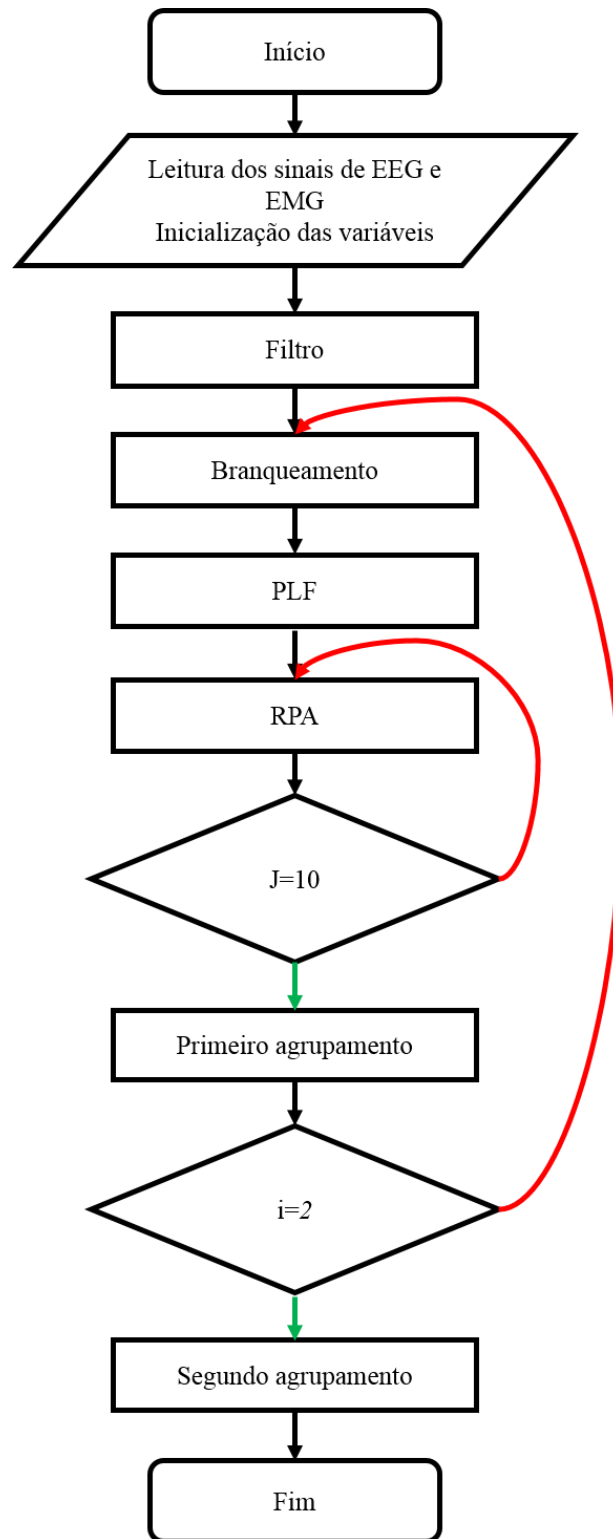 Início
Leitura dos sinais de EEG e
EMG
Inicialização das variáveis
Filtro
Branqueamento
PLF
RPA
J=10
Primeiro agrupamento
i=2
Segundo agrupamento
Fim